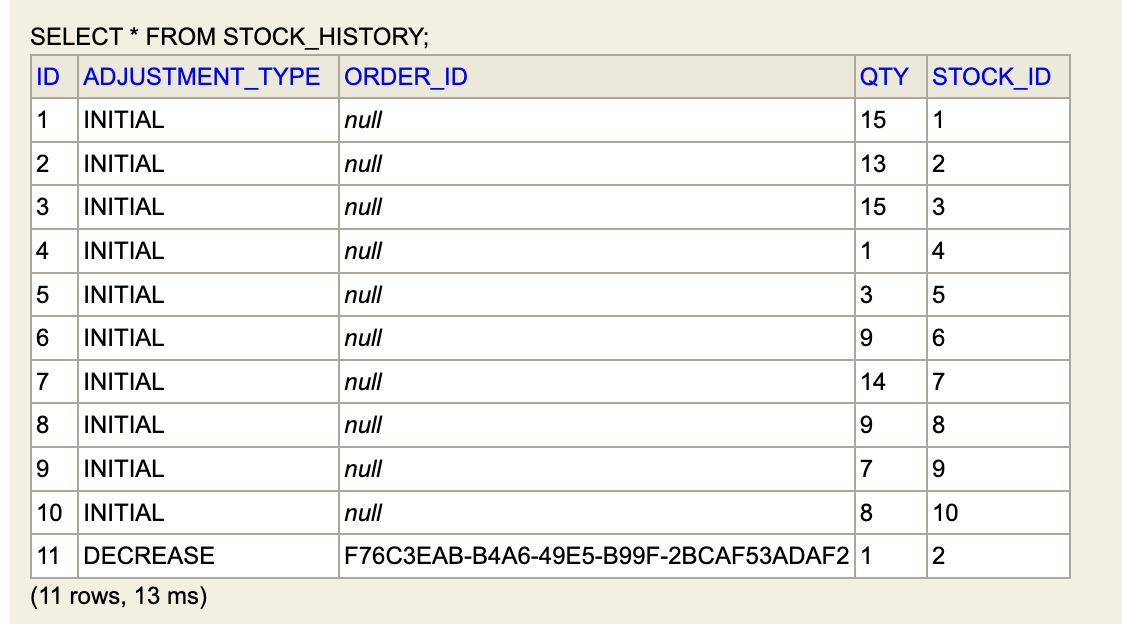 SELECT * FROM STOCK_HISTORY;
ID ADJUSTMENT_TYPE ORDER_ID QTY STOCK_ID
1 INITIAL null 15 1
2 INITIAL null 13 2
3 INITIAL null 15 3
4 INITIAL null 1 4
5 INITIAL null 3 5
6 INITIAL null 9 6
7 INITIAL null 14 7
8 INITIAL null 9 8
9 INITIAL null 7 9
10 INITIAL null 8 10
11 DECREASE F76C3EAB-B4A6-49E5-B99F-2BCAF53ADAF2 1 2
(11 rows, 13 ms)